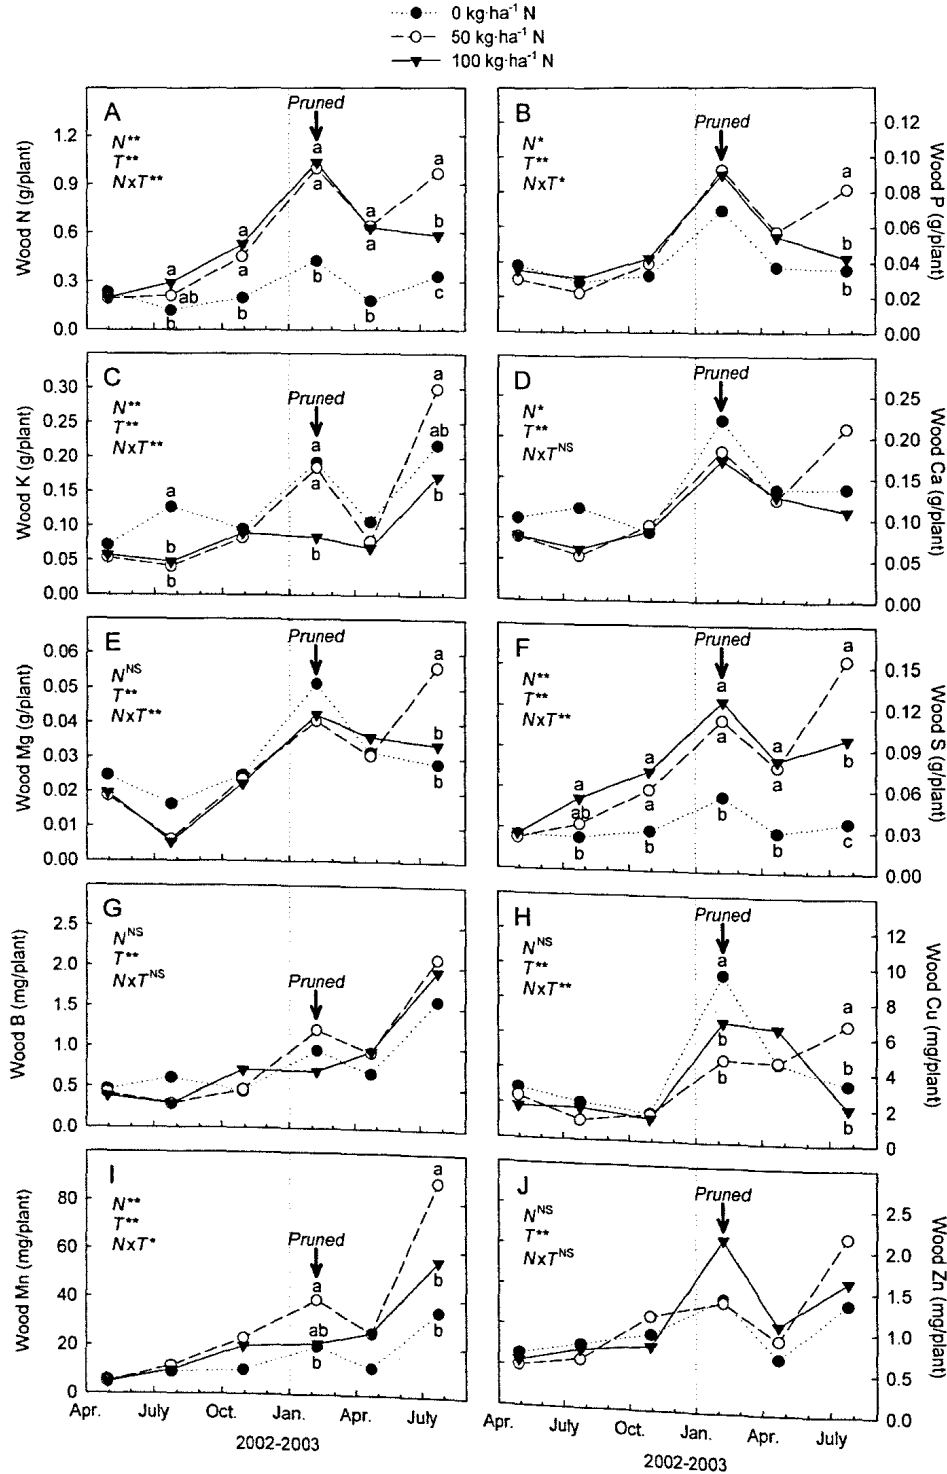 0 kg·ha⁻¹ N
50 kg·ha⁻¹ N
100 kg·ha⁻¹ N
A
N**
T**
NxT**
Pruned
Wood N (g/plant)
1.2
0.9
0.6
0.3
0.0
a
a
a
a
a
a
a
a
b
ab
a
b
b
b
b
c
B
N*
T**
NxT*
Pruned
Wood P (g/plant)
0.12
0.10
0.08
0.06
0.04
0.02
0.00
a
b
b
C
N**
T**
NxT**
Pruned
Wood K (g/plant)
0.30
0.25
0.20
0.15
0.10
0.05
0.00
a
ab
a
a
a
b
b
b
b
D
N*
T**
NxT^NS
Pruned
Wood Ca (g/plant)
0.25
0.20
0.15
0.10
0.05
0.00
E
N^NS
T**
NxT**
Pruned
Wood Mg (g/plant)
0.06
0.05
0.04
0.03
0.02
0.01
0.00
a
b
b
F
N**
T**
NxT**
Pruned
Wood S (g/plant)
0.15
0.12
0.09
0.06
0.03
0.00
a
a
a
a
a
a
b
a
ab
a
b
b
b
b
c
G
N^NS
T**
NxT^NS
Pruned
Wood B (mg/plant)
2.5
2.0
1.5
1.0
0.5
0.0
H
N^NS
T**
NxT**
Pruned
Wood Cu (mg/plant)
12
10
8
6
4
2
0
a
a
b
b
b
b
I
N**
T**
NxT*
Pruned
Wood Mn (mg/plant)
80
60
40
20
0
a
a
b
ab
b
b
Apr.
July
Oct.
Jan.
Apr.
July
2002-2003
J
N^NS
T**
NxT^NS
Pruned
Wood Zn (mg/plant)
2.5
2.0
1.5
1.0
0.5
0.0
Apr.
July
Oct.
Jan.
Apr.
July
2002-2003